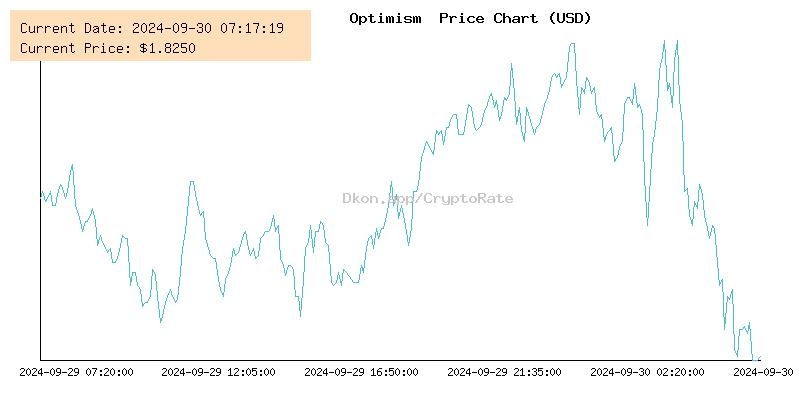 Optimism Price Chart (USD)
Current Date: 2024-09-30 07:17:19
Current Price: $1.8250
Dkon.app/CryptoRate
2024-09-29 07:20:00 2024-09-29 12:05:00 2024-09-29 16:50:00 2024-09-29 21:35:00 2024-09-30 02:20:00 2024-09-30